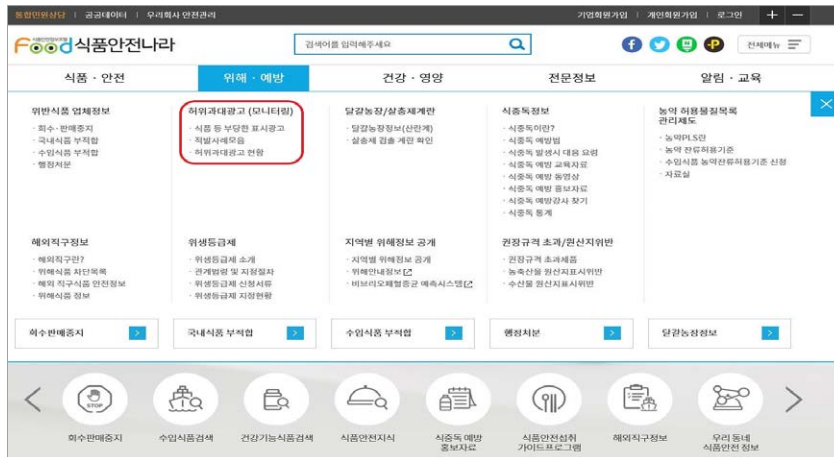 통합민원상담 | 공공데이터 | 우리회사 안전관리
기업회원가입 | 개인회원가입 | 로그인 + −
Food 식품안전나라
검색어를 입력해주세요
전체메뉴
식품 · 안전
위해 · 예방
건강 · 영양
전문정보
알림 · 교육
위반식품 업체정보
· 회수·판매중지
· 국내식품 부적합
· 수입식품 부적합
· 행정처분
허위과대광고 (모니터링)
· 식품 등 부당한 표시광고
· 적발사례모음
· 허위과대광고 현황
달걀농장/살충제계란
· 달걀농장정보(산란계)
· 살충제 검출 계란 확인
식중독정보
· 식중독이란?
· 식중독 예방법
· 식중독 발생시 대응 요령
· 식중독 예방 교육자료
· 식중독 예방 동영상
· 식중독 예방 홍보자료
· 식중독 예방강사 찾기
· 식중독 통계
농약 허용물질목록
관리제도
· 농약PLS란
· 농약 잔류허용기준
· 수입식품 농약잔류허용기준 신청
· 자료실
해외직구정보
· 해외직구란?
· 위해식품 차단목록
· 해외 직구식품 안전정보
· 위해식품 정보
위생등급제
· 위생등급제 소개
· 관계법령 및 지정절차
· 위생등급제 신청서류
· 위생등급제 지정현황
지역별 위해정보 공개
· 지역별 위해정보 공개
· 위해안내정보
· 비브리오패혈증균 예측시스템
권장규격 초과/원산지위반
· 권장규격 초과제품
· 농축산물 원산지표시위반
· 수산물 원산지표시위반
회수판매중지 >
국내식품 부적합 >
수입식품 부적합 >
행정처분 >
달걀농장정보 >
STOP
회수판매중지
수입식품검색
건강기능식품검색
식품안전지식
식중독 예방
홍보자료
식품안전섭취
가이드프로그램
해외직구정보
우리 동네
식품안전 정보